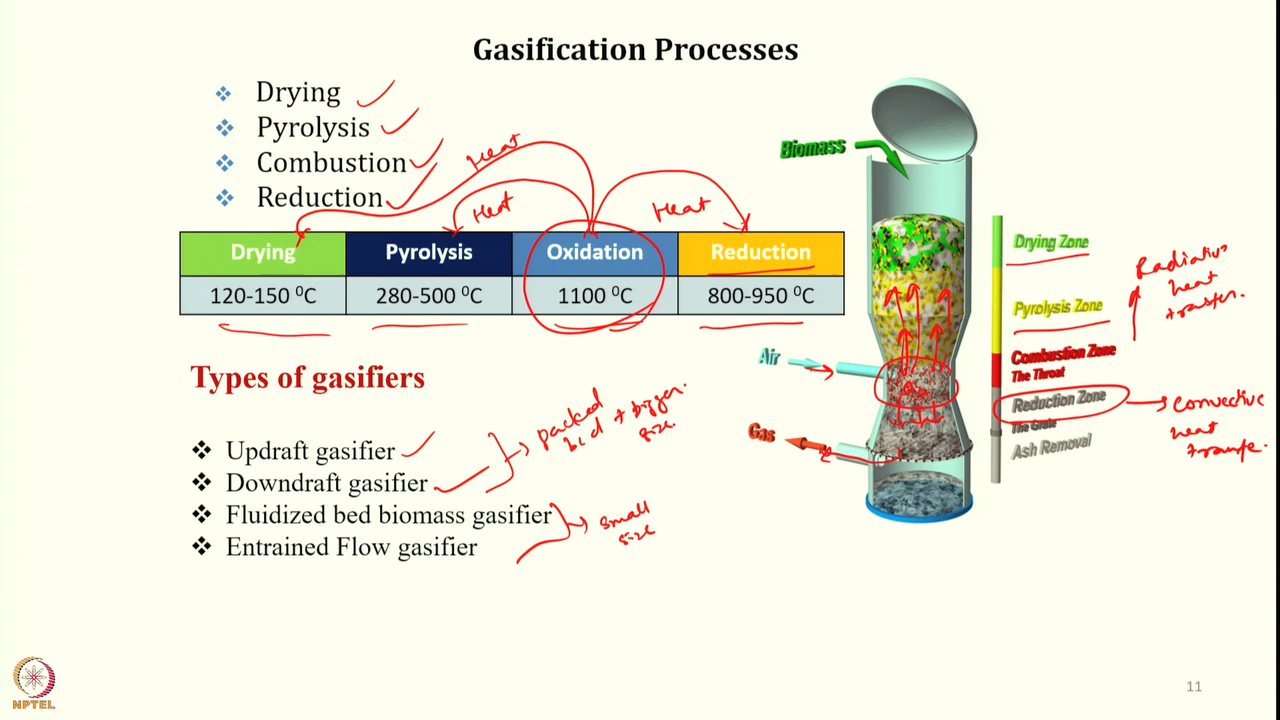 Gasification Processes
❖ Drying
❖ Pyrolysis
❖ Combustion
❖ Reduction
Heat
Heat
Heat
Drying Pyrolysis Oxidation Reduction
120-150 ⁰C 280-500 ⁰C 1100 ⁰C 800-950 ⁰C
Types of gasifiers
❖ Updraft gasifier
❖ Downdraft gasifier
❖ Fluidized bed biomass gasifier
❖ Entrained Flow gasifier
packed
bed + bigger
size.
small
size
Biomass
Air
Gas
Drying Zone
Pyrolysis Zone
Combustion Zone
The Throat
Reduction Zone
The Grate
Ash Removal
Radiative
heat
transfer.
Convective
heat
NPTEL
11